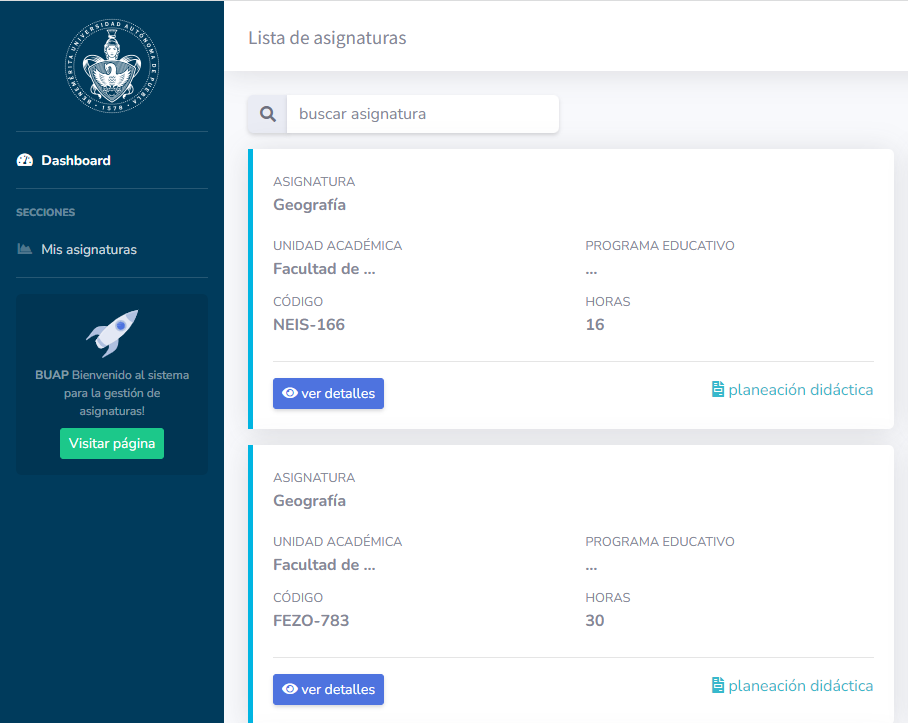 BENEMÉRITA UNIVERSIDAD AUTÓNOMA DE PUEBLA
1578
Dashboard
SECCIONES
Mis asignaturas
BUAP Bienvenido al sistema
para la gestión de
asignaturas!
Visitar página
Lista de asignaturas
buscar asignatura
ASIGNATURA
Geografía
UNIDAD ACADÉMICA PROGRAMA EDUCATIVO
Facultad de ... ...
CÓDIGO HORAS
NEIS-166 16
ver detalles planeación didáctica
ASIGNATURA
Geografía
UNIDAD ACADÉMICA PROGRAMA EDUCATIVO
Facultad de ... ...
CÓDIGO HORAS
FEZO-783 30
ver detalles planeación didáctica